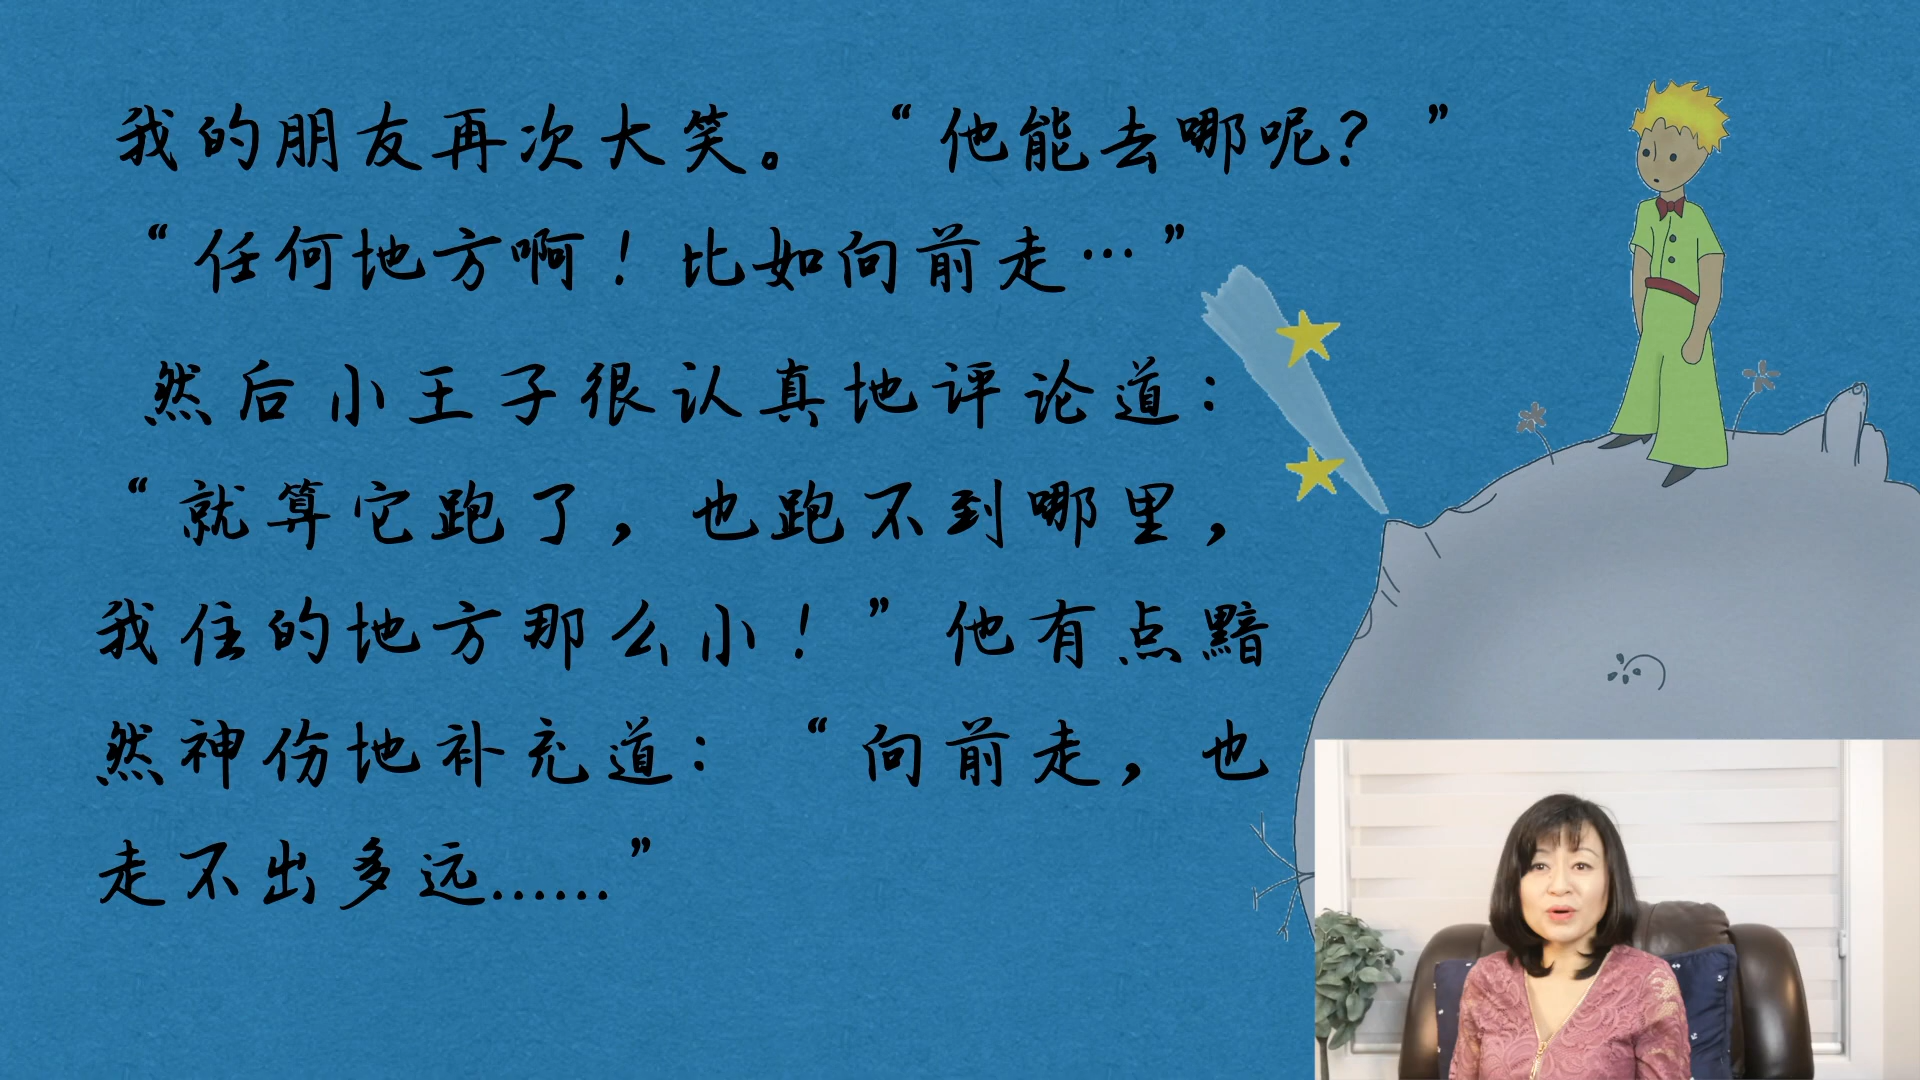 我的朋友再次大笑。 “他能去哪呢？”
“任何地方啊！比如向前走…”
然后小王子很认真地评论道：
“就算它跑了，也跑不到哪里，
我住的地方那么小！”他有点黯
然神伤地补充道： “向前走，也
走不出多远......”